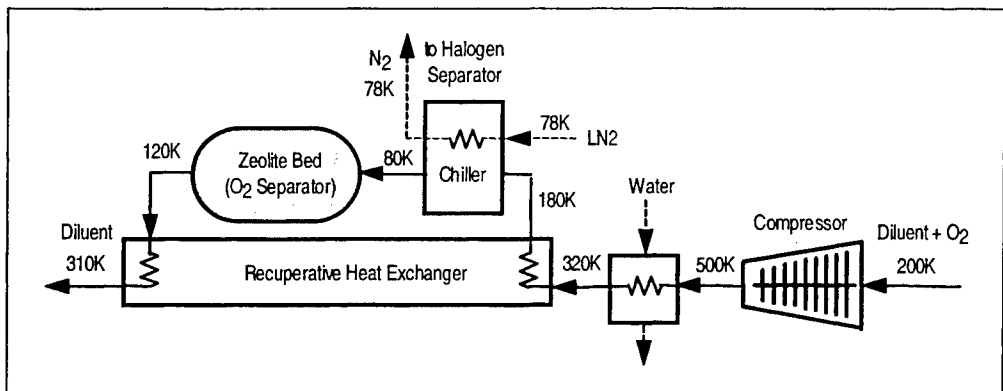 N2
to Halogen
Separator
78K
78K
LN2
120K
Zeolite Bed
(O2 Separator)
80K
Chiller
180K
Water
Compressor
Diluent
310K
Recuperative Heat Exchanger
320K
500K
Diluent + O2
200K